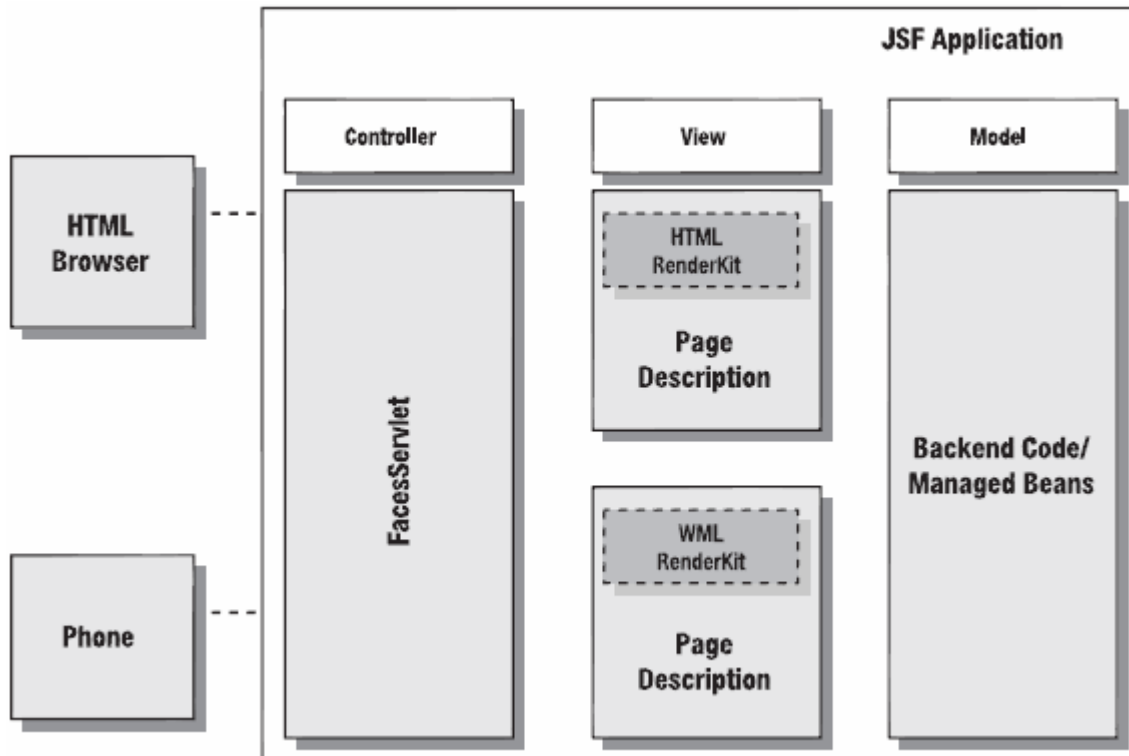 JSF Application
Controller
View
Model
HTML
Browser
Phone
FacesServlet
HTML
RenderKit
Page
Description
WML
RenderKit
Page
Description
Backend Code/
Managed Beans